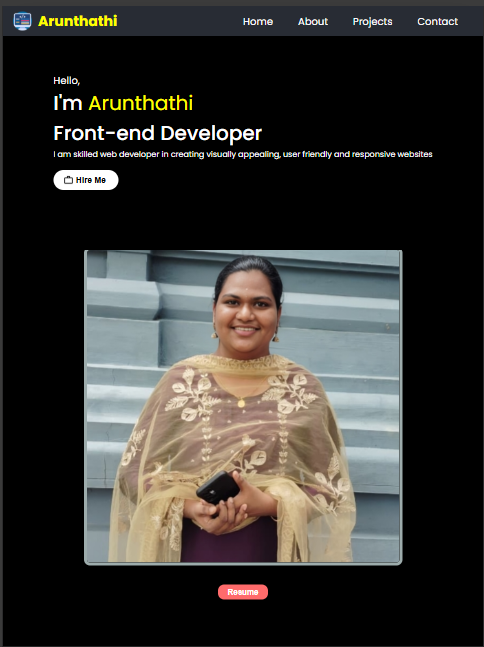 Arunthathi Home About Projects Contact
Hello,
I'm Arunthathi
Front-end Developer
I am skilled web developer in creating visually appealing, user friendly and responsive websites
Hire Me
Resume